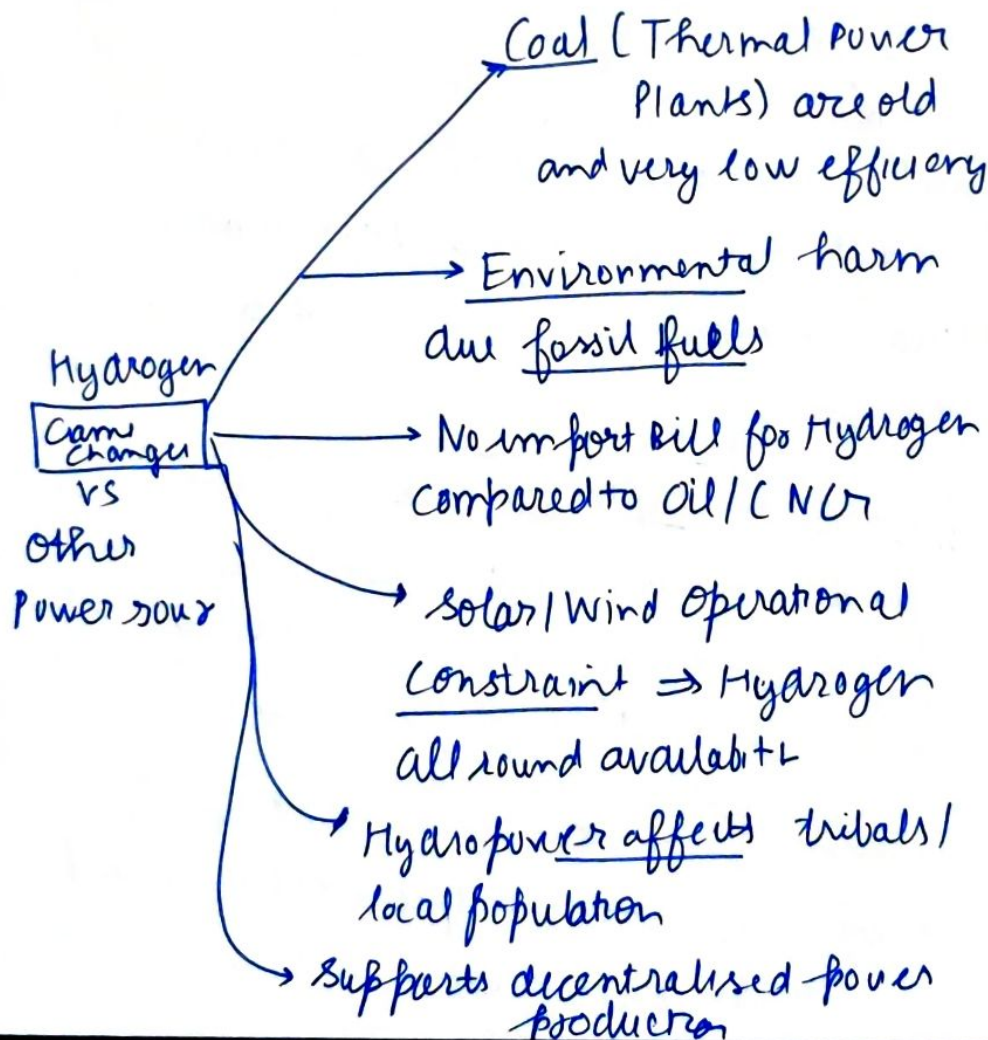 Coal (Thermal Power
Plants) are old
and very low efficiency
Environmental harm
due fossil fuels
Hydrogen
Game
Changer
vs
Other
Power sour
No import Bill for Hydrogen
Compared to Oil/CNG
Solar/Wind Operational
Constraint ⇒ Hydrogen
all round availabit
Hydropower affects tribals/
local population
Supports decentralised power
production